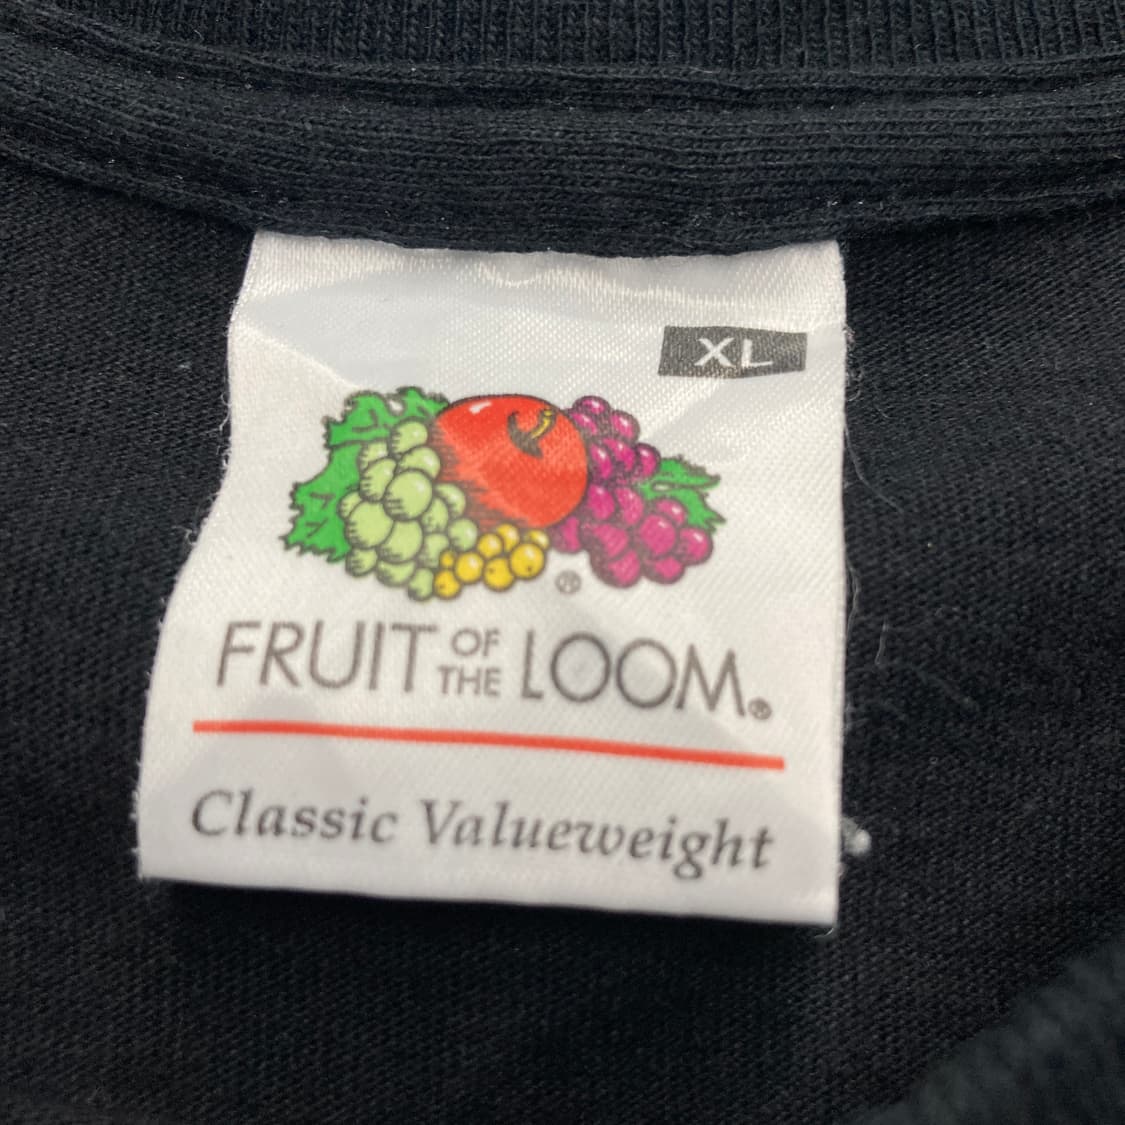 XL
®
FRUIT OF THE LOOM®
Classic Valueweight